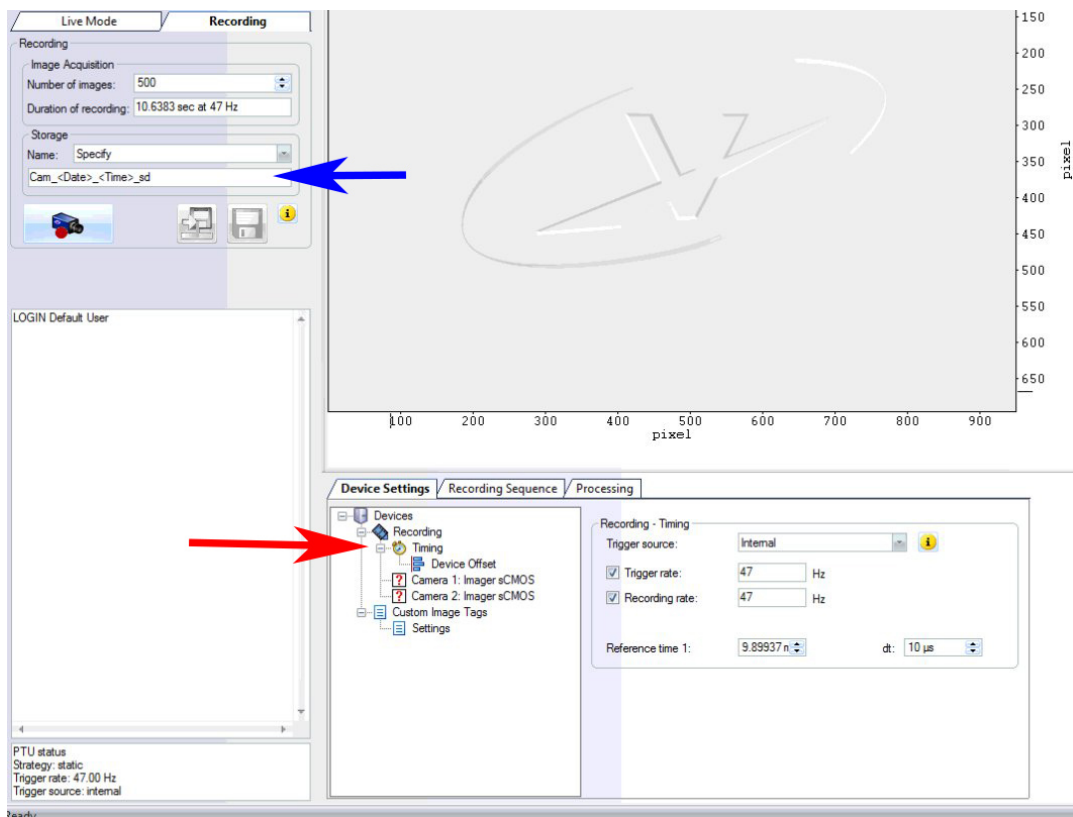 Live Mode
Recording
Recording
Image Acquisition
Number of images: 500
Duration of recording: 10.6383 sec at 47 Hz
Storage
Name: Specify
Cam_<Date>_<Time>_sd
LOGIN Default User
PTU status
Strategy: static
Trigger rate: 47.00 Hz
Trigger source: internal
Ready
150
200
250
300
350
400
450
500
550
600
650
pixel
100 200 300 400 500 600 700 800 900
pixel
Device Settings Recording Sequence Processing
Devices
Recording
Timing
Device Offset
? Camera 1: Imager sCMOS
? Camera 2: Imager sCMOS
Custom Image Tags
Settings
Recording - Timing
Trigger source: Internal
Trigger rate: 47 Hz
Recording rate: 47 Hz
Reference time 1: 9.89937 dt: 10 µs